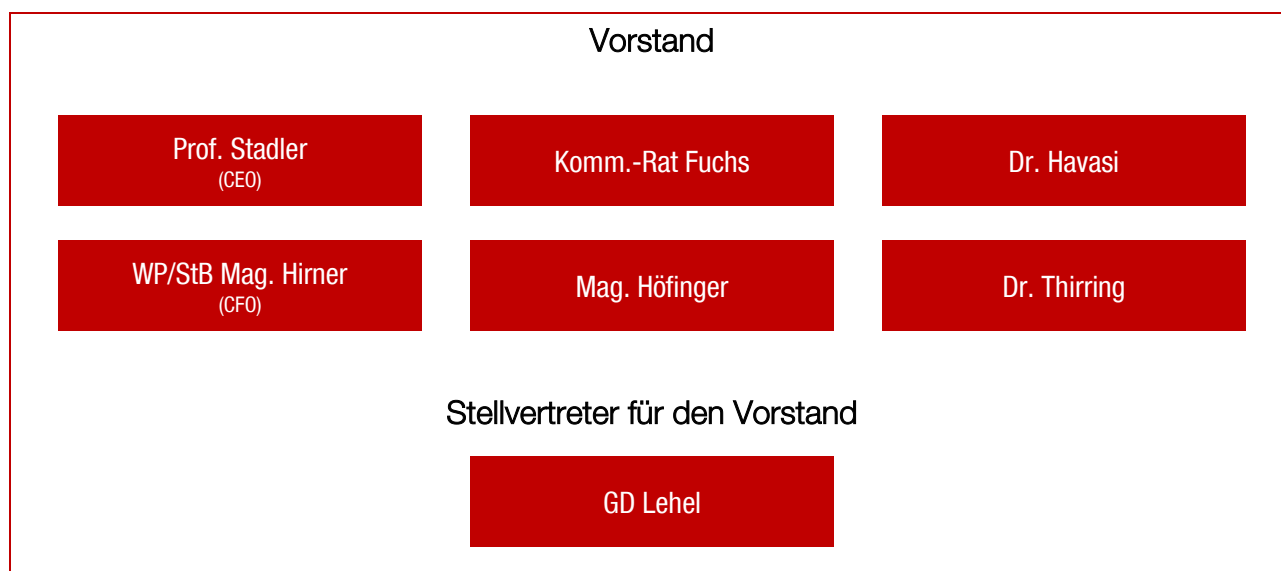 Vorstand
Prof. Stadler
(CEO)
Komm.-Rat Fuchs
Dr. Havasi
WP/StB Mag. Hirner
(CFO)
Mag. Höfinger
Dr. Thirring
Stellvertreter für den Vorstand
GD Lehel